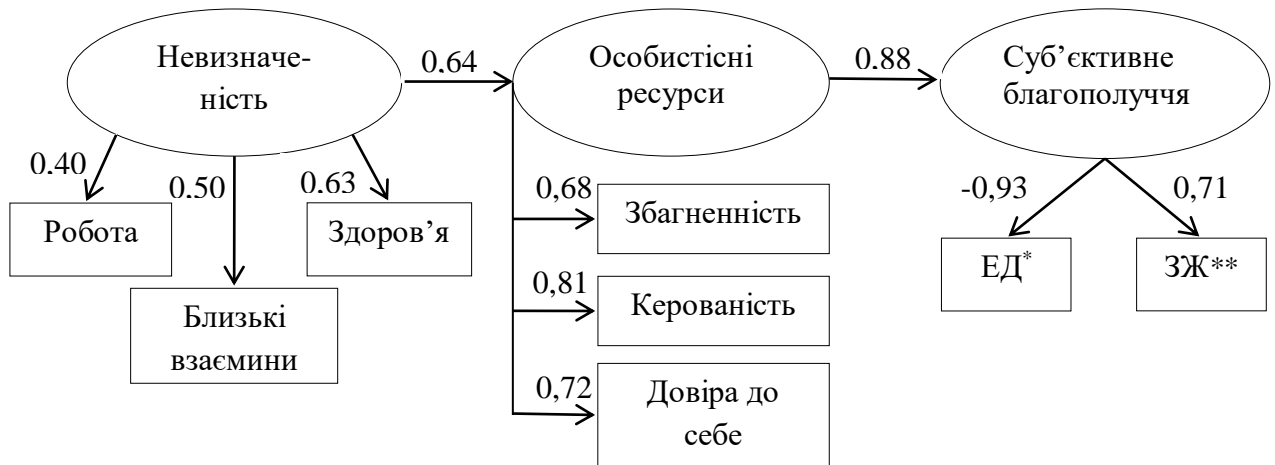 Невизначе-
ність
0,64
Особистісні
ресурси
0,88
Суб’єктивне
благополуччя
0,40
0,50
0,63
Робота
Близькі
взаємини
Здоров’я
0,68
Збагненність
0,81
Керованість
0,72
Довіра до
себе
-0,93
0,71
ЕД*
ЗЖ**